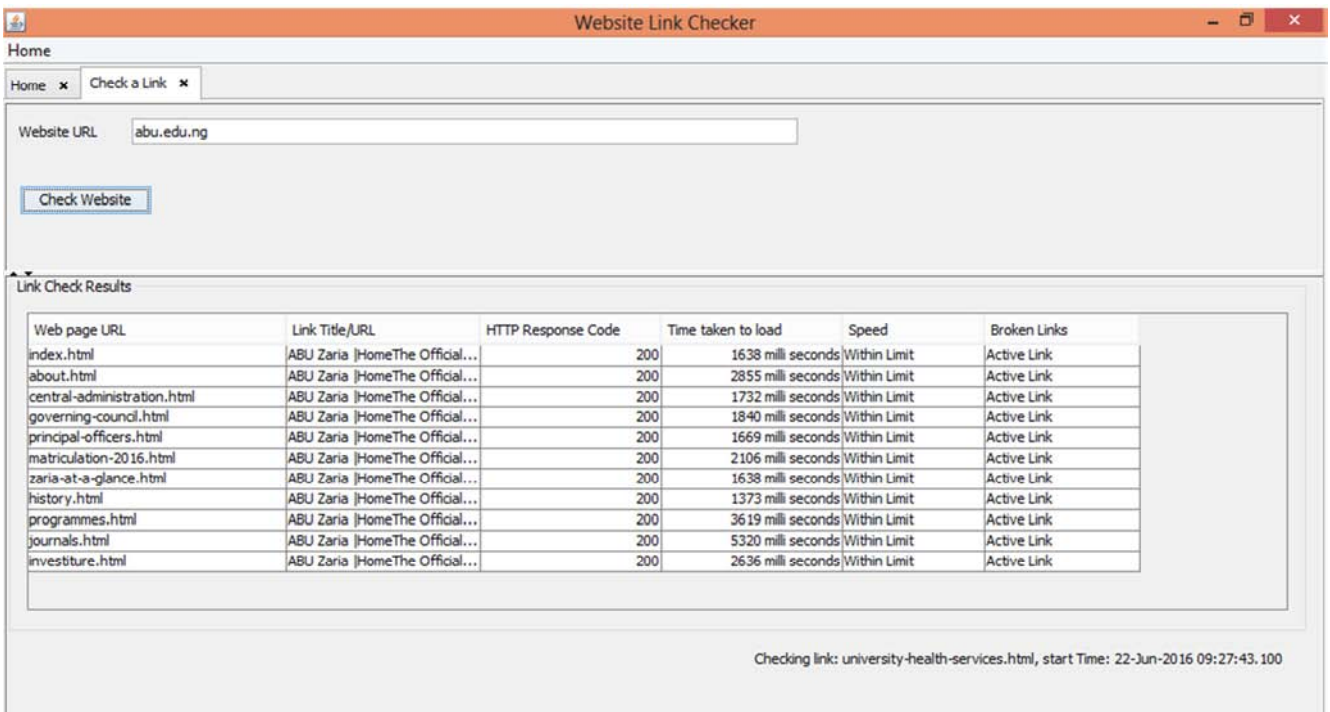 Website Link Checker
Home
Home Check a Link
Website URL abu.edu.ng
Check Website
Link Check Results
Web page URL Link Title/URL HTTP Response Code Time taken to load Speed Broken Links
index.html ABU Zaria |HomeThe Official... 200 1638 milli seconds Within Limit Active Link
about.html ABU Zaria |HomeThe Official... 200 2855 milli seconds Within Limit Active Link
central-administration.html ABU Zaria |HomeThe Official... 200 1732 milli seconds Within Limit Active Link
governing-council.html ABU Zaria |HomeThe Official... 200 1840 milli seconds Within Limit Active Link
principal-officers.html ABU Zaria |HomeThe Official... 200 1669 milli seconds Within Limit Active Link
matriculation-2016.html ABU Zaria |HomeThe Official... 200 2106 milli seconds Within Limit Active Link
zaria-at-a-glance.html ABU Zaria |HomeThe Official... 200 1638 milli seconds Within Limit Active Link
history.html ABU Zaria |HomeThe Official... 200 1373 milli seconds Within Limit Active Link
programmes.html ABU Zaria |HomeThe Official... 200 3619 milli seconds Within Limit Active Link
journals.html ABU Zaria |HomeThe Official... 200 5320 milli seconds Within Limit Active Link
investiture.html ABU Zaria |HomeThe Official... 200 2636 milli seconds Within Limit Active Link
Checking link: university-health-services.html, start Time: 22-Jun-2016 09:27:43.100